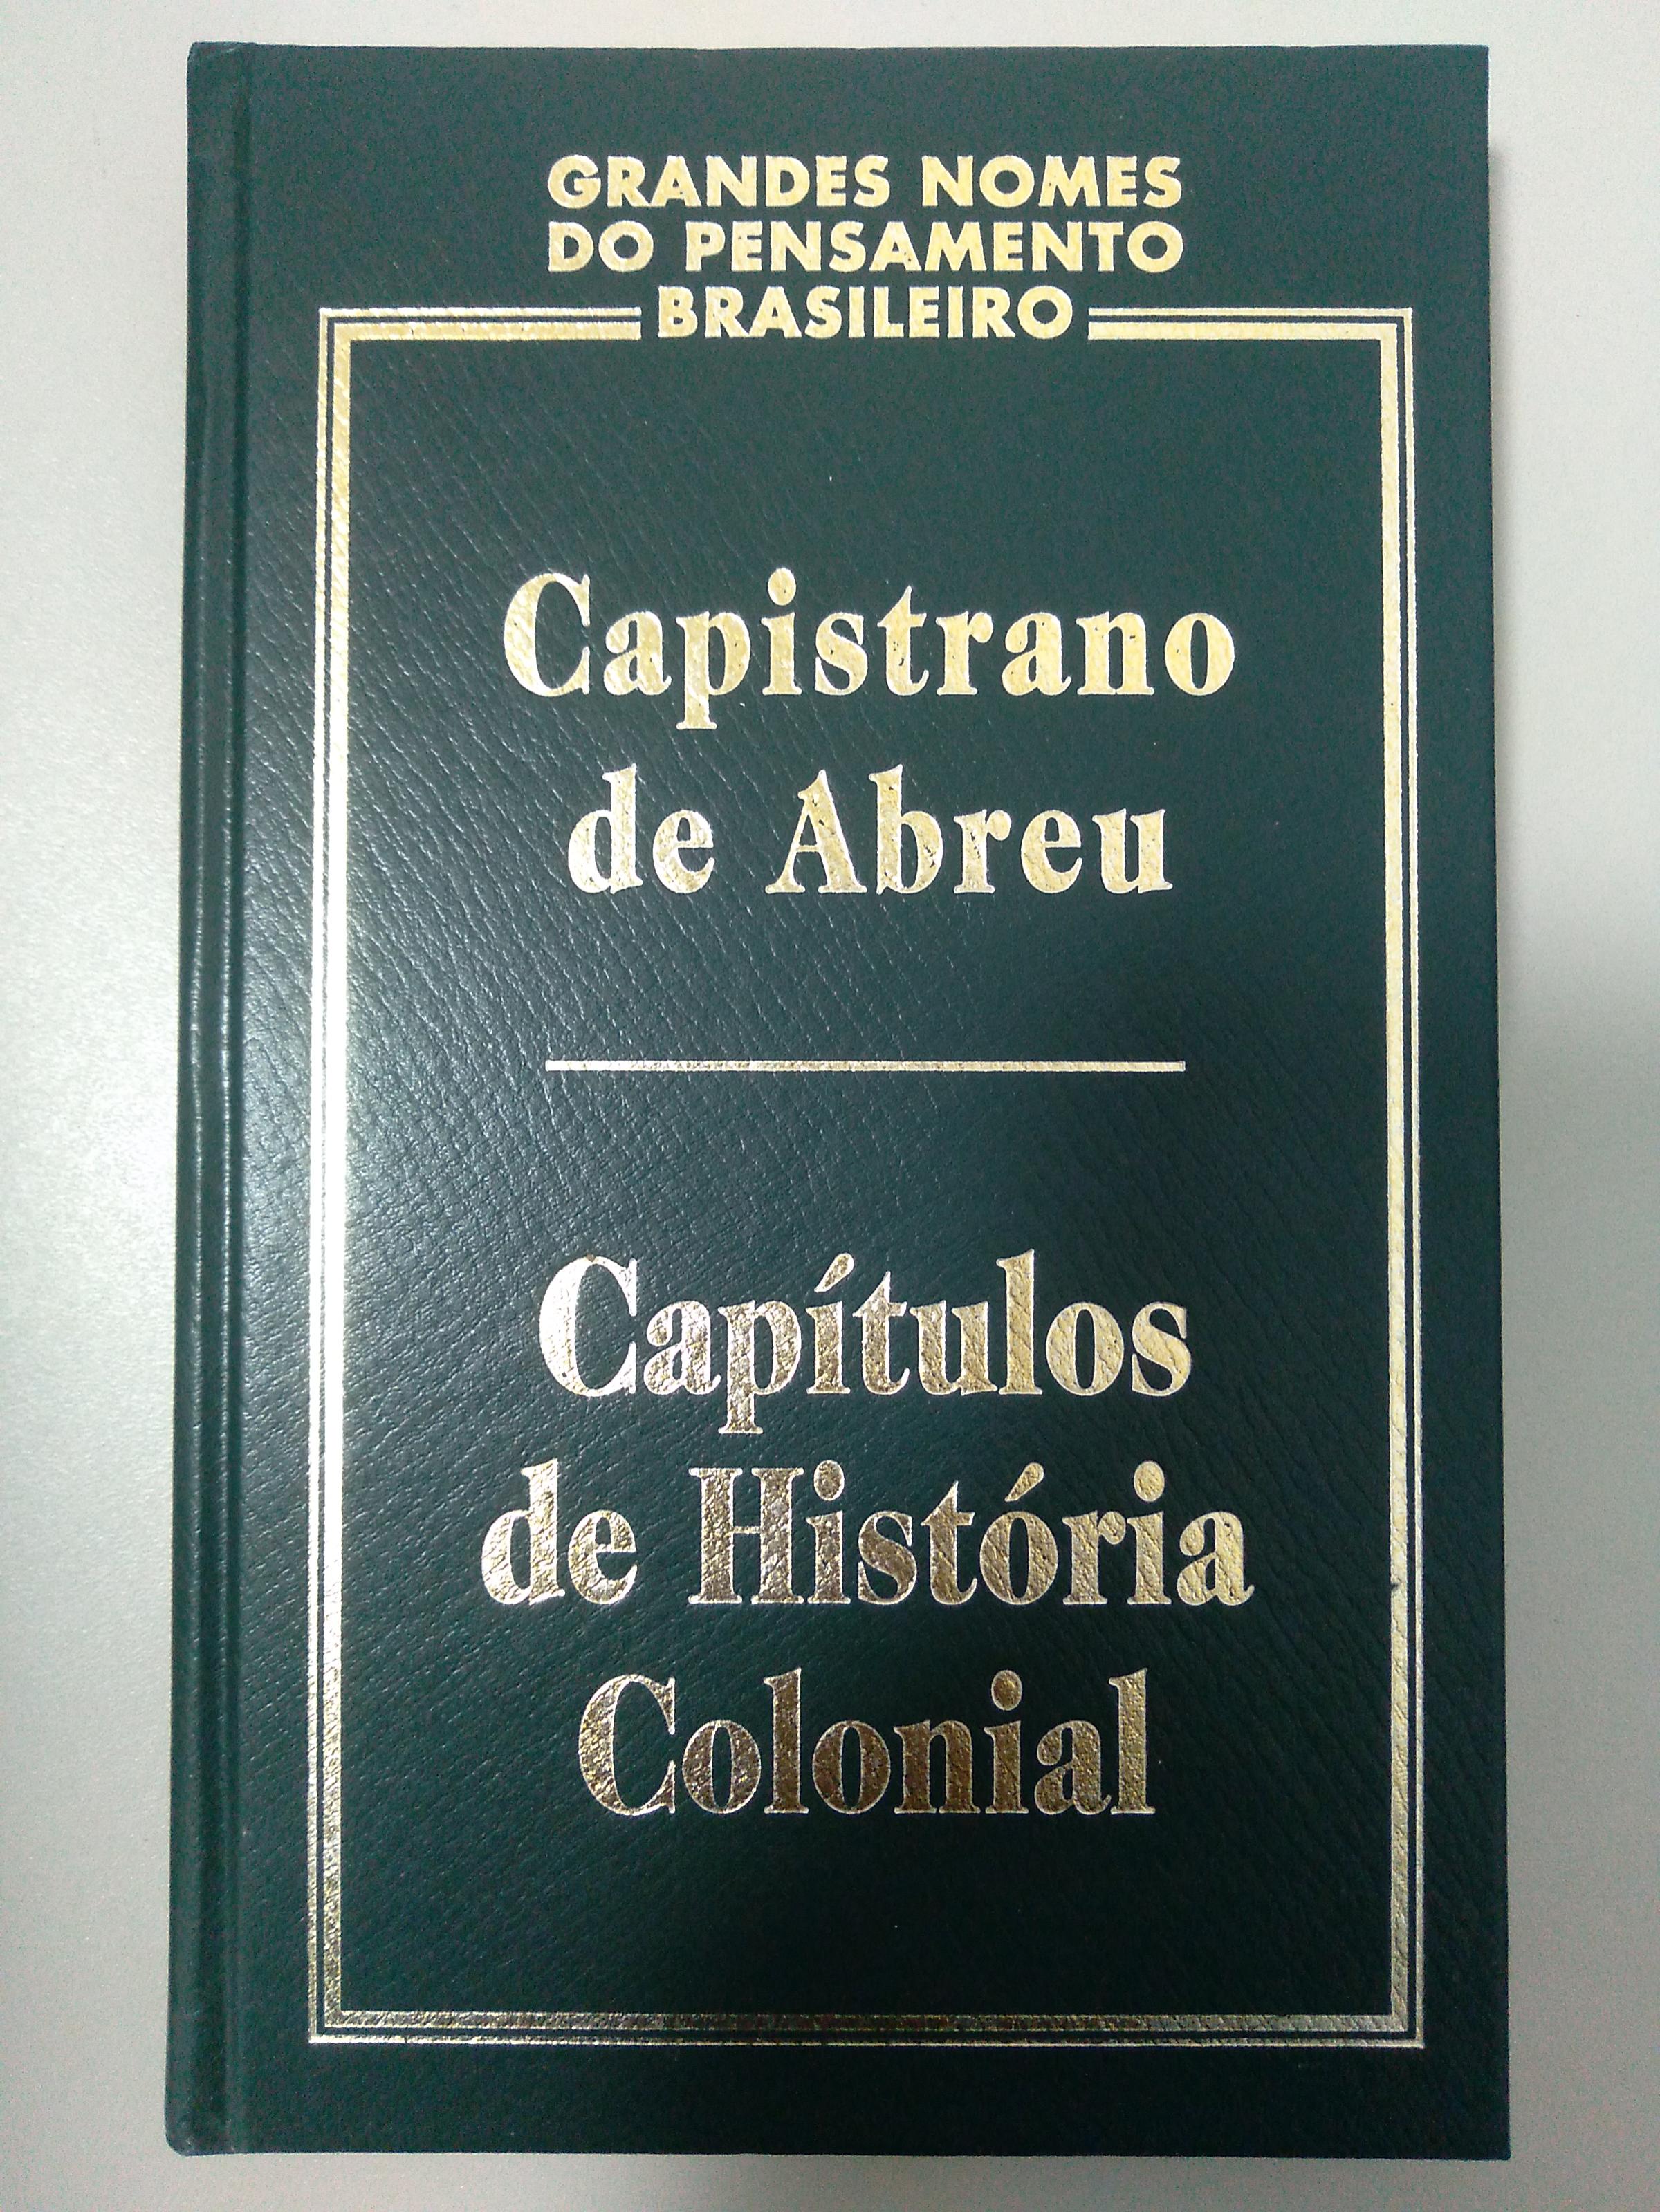 GRANDES NOMES
DO PENSAMENTO
BRASILEIRO
Capistrano
de Abreu
Capítulos
de História
Colonial